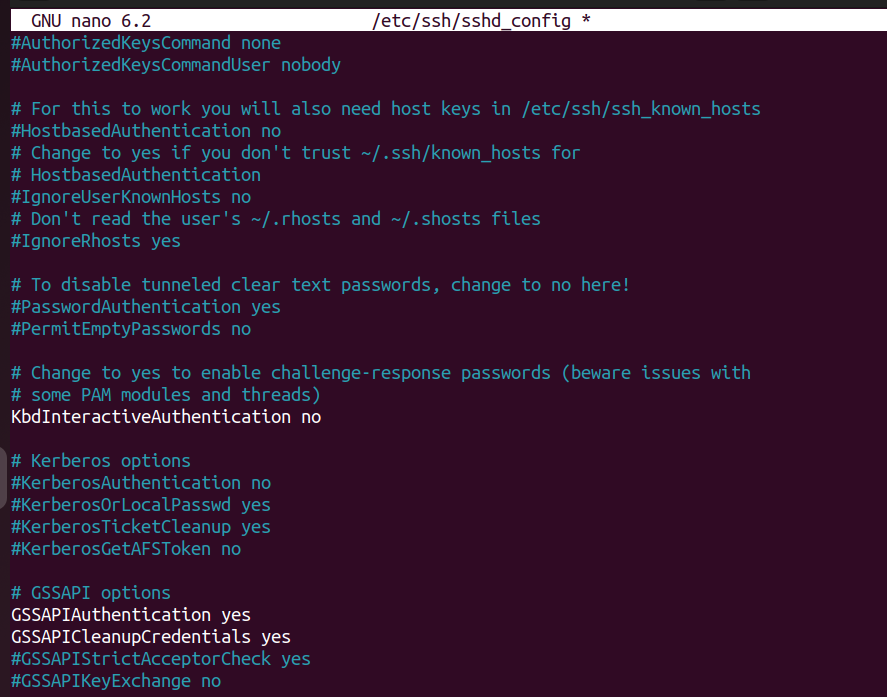 GNU nano 6.2 /etc/ssh/sshd_config *
#AuthorizedKeysCommand none
#AuthorizedKeysCommandUser nobody
# For this to work you will also need host keys in /etc/ssh/ssh_known_hosts
#HostbasedAuthentication no
# Change to yes if you don't trust ~/.ssh/known_hosts for
# HostbasedAuthentication
#IgnoreUserKnownHosts no
# Don't read the user's ~/.rhosts and ~/.shosts files
#IgnoreRhosts yes
# To disable tunneled clear text passwords, change to no here!
#PasswordAuthentication yes
#PermitEmptyPasswords no
# Change to yes to enable challenge-response passwords (beware issues with
# some PAM modules and threads)
KbdInteractiveAuthentication no
# Kerberos options
#KerberosAuthentication no
#KerberosOrLocalPasswd yes
#KerberosTicketCleanup yes
#KerberosGetAFSToken no
# GSSAPI options
GSSAPIAuthentication yes
GSSAPICleanupCredentials yes
#GSSAPIStrictAcceptorCheck yes
#GSSAPIKeyExchange no